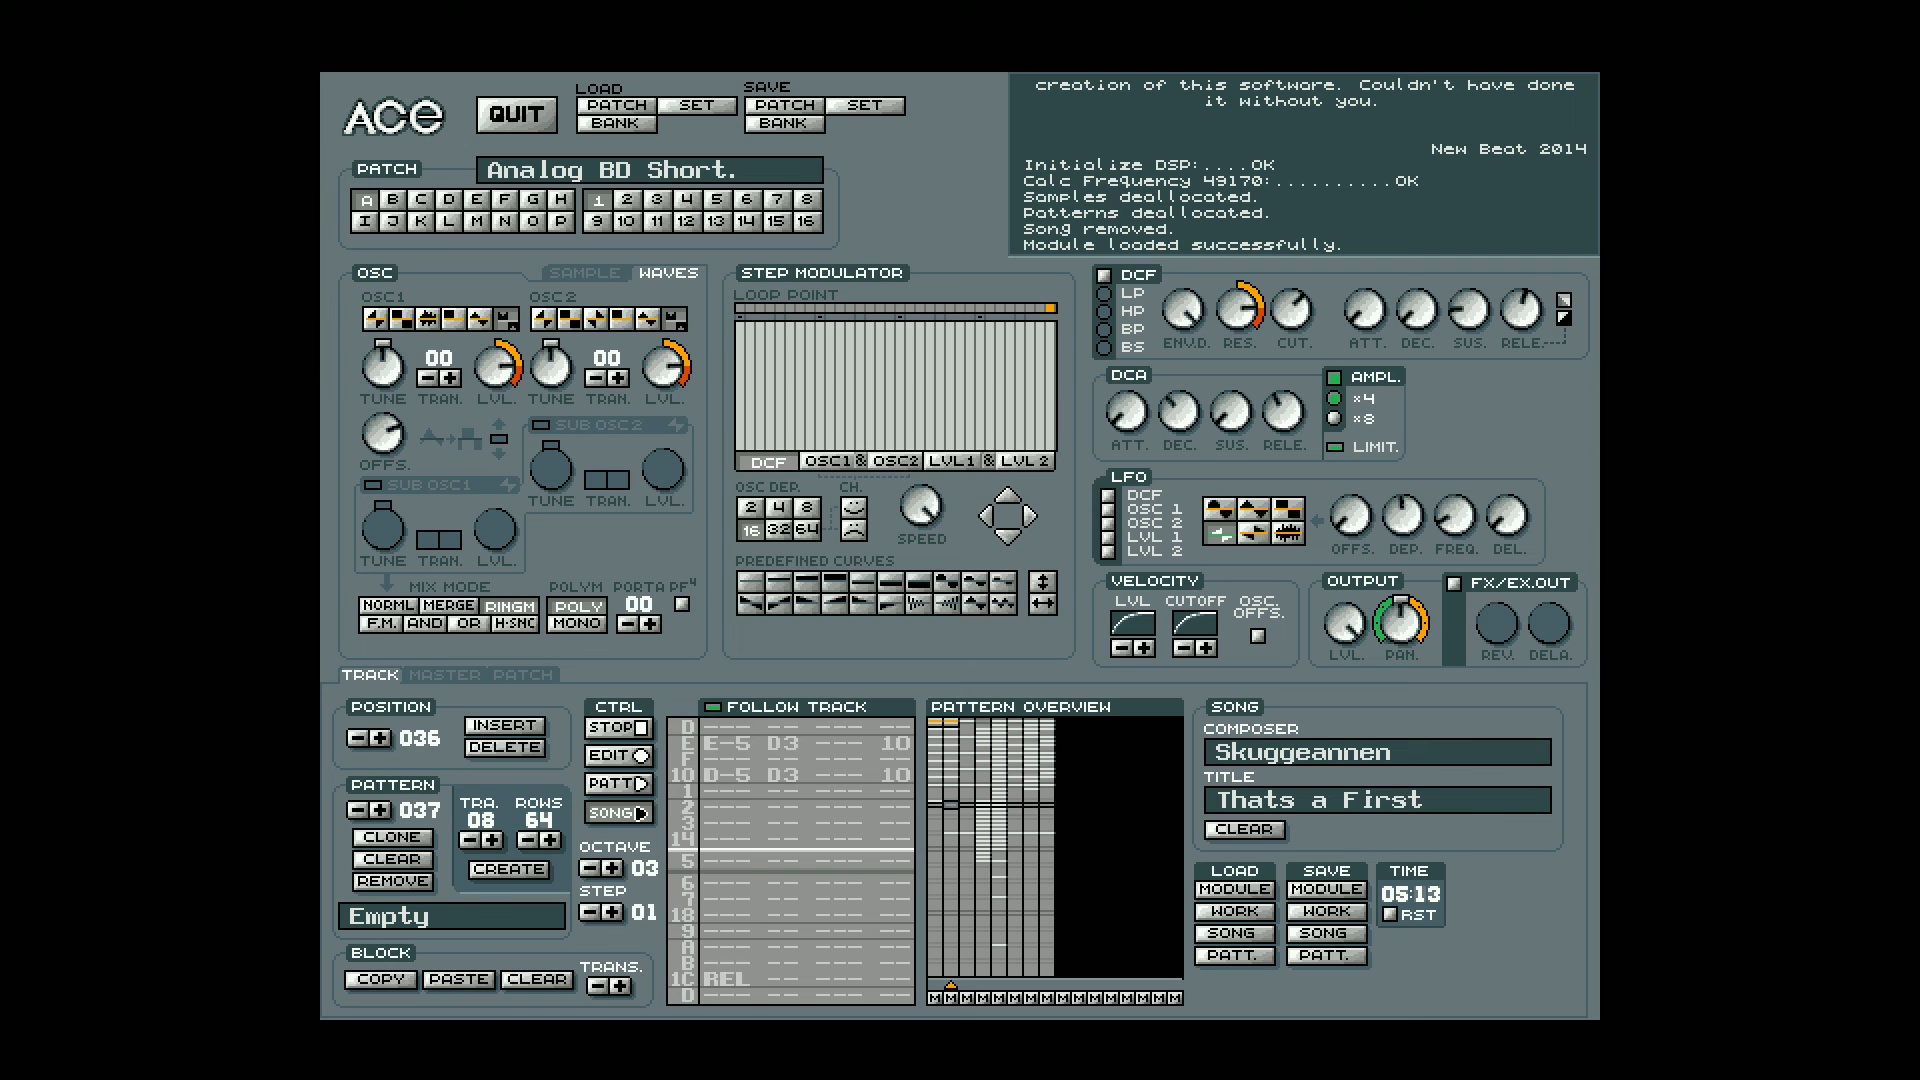 ACE
QUIT
LOAD
PATCH SET
BANK
SAVE
PATCH SET
BANK
creation of this software. Couldn't have done
it without you.
New Beat 2014
Initialize DSP:....OK
Calc Frequency 49170:..........OK
Samples deallocated.
Patterns deallocated.
Song removed.
Module loaded successfully.
PATCH
Analog BD Short.
A B C D E F G H
I J K L M N O P
1 2 3 4 5 6 7 8
9 10 11 12 13 14 15 16
OSC
SAMPLE WAVES
OSC1 OSC2
00 00
TUNE TRAN. LVL. TUNE TRAN. LVL.
OFFS.
SUB OSC2
TUNE TRAN. LVL.
SUB OSC1
TUNE TRAN. LVL.
MIX MODE POLYM PORTA PF4
NORML MERGE RINGM
F.M. AND OR H-SNC
POLY
MONO
00
STEP MODULATOR
LOOP POINT
DCF OSC1 & OSC2 LVL1 & LVL2
OSC DEP. CH.
2 4 8
16 32 64
SPEED
PREDEFINED CURVES
DCF
LP
HP
BP
BS
ENV.D. RES. CUT. ATT. DEC. SUS. RELE.
DCA
ATT. DEC. SUS. RELE.
AMPL.
x4
x8
LIMIT.
LFO
DCF
OSC 1
OSC 2
LVL 1
LVL 2
OFFS. DEP. FREQ. DEL.
VELOCITY
LVL CUTOFF OSC.
OFFS.
OUTPUT
LVL. PAN.
FX/EX.OUT
REV. DELA.
TRACK MASTER PATCH
POSITION
036
INSERT
DELETE
PATTERN
037
TRA. ROWS
08 64
CLONE
CLEAR
REMOVE
CREATE
Empty
BLOCK
COPY PASTE CLEAR
CTRL
STOP
EDIT
PATT
SONG
OCTAVE
03
STEP
01
TRANS.
FOLLOW TRACK
D --- -- --- --
E E-5 D3 --- 10
F --- -- --- --
10 D-5 D3 --- 10
1 --- -- --- --
2 --- -- --- --
3 --- -- --- --
14 --- -- --- --
5 --- -- --- --
6 --- -- --- --
7 --- -- --- --
18 --- -- --- --
9 --- -- --- --
A --- -- --- --
B --- -- --- --
1C REL -- --- --
D --- -- --- --
PATTERN OVERVIEW
M M M M M M M M M M M M M M M M
SONG
COMPOSER
Skuggeannen
TITLE
Thats a First
CLEAR
LOAD
MODULE
WORK
SONG
PATT.
SAVE
MODULE
WORK
SONG
PATT.
TIME
05:13
RST